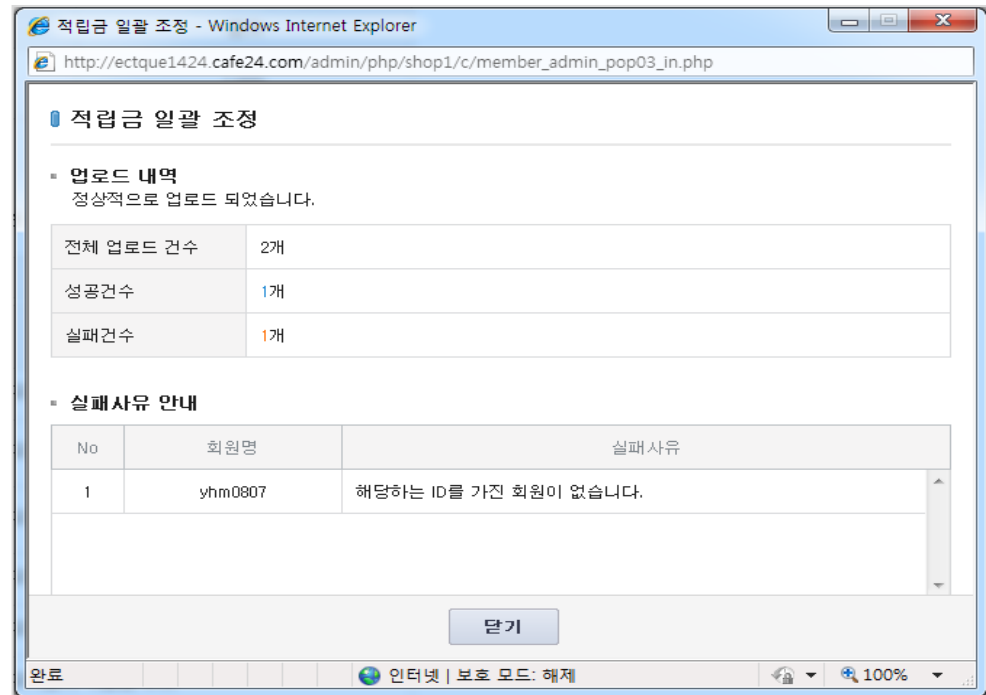 적립금 일괄 조정 - Windows Internet Explorer
http://ectque1424.cafe24.com/admin/php/shop1/c/member_admin_pop03_in.php
적립금 일괄 조정
업로드 내역
정상적으로 업로드 되었습니다.
전체 업로드 건수 2개
성공건수 1개
실패건수 1개
실패사유 안내
No 회원명 실패사유
1 yhm0807 해당하는 ID를 가진 회원이 없습니다.
닫기
완료 인터넷 | 보호 모드: 해제 100%